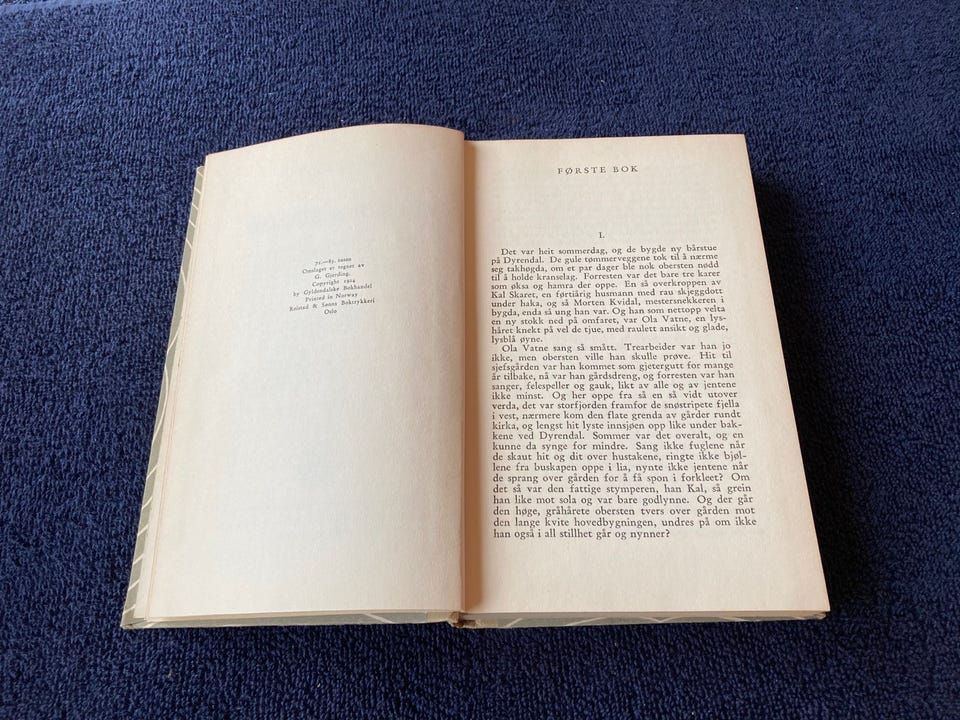 71.—85. tusen
Omslaget er tegnet av
G. Gjerding.
Copyright 1924
by Gyldendalske Bokhandel
Printed in Norway
Reistad & Sønns Boktrykkeri
Oslo
FØRSTE BOK
I.
Det var heit sommerdag, og de bygde ny bårstue
på Dyrendal. De gule tømmerveggene tok til å nærme
seg takhøgda, om et par dager ble nok obersten nødd
til å holde kranselag. Forresten var det bare tre karer
som øksa og hamra der oppe. En så overkroppen av
Kal Skaret, en førtiårig husmann med rau skjeggdott
under haka, og så Morten Kvidal, mestersnekkeren i
bygda, enda så ung han var. Og han som nettopp velta
en ny stokk ned på omfaret, var Ola Vatne, en lys-
håret knekt på vel de tjue, med raulett ansikt og glade,
lysblå øyne.
Ola Vatne sang så smått. Trearbeider var han jo
ikke, men obersten ville han skulle prøve. Hit til
sjefsgården var han kommet som gjetergutt for mange
år tilbake, nå var han gårdsdreng, og forresten var han
sanger, felespeller og gauk, likt av alle og av jentene
ikke minst. Og her oppe fra så en så vidt utover
verda, det var storfjorden framfor de snøstripete fjella
i vest, nærmere kom den flate grenda av gårder rundt
kirka, og lengst hit lyste innsjøen opp like under bak-
kene ved Dyrendal. Sommer var det overalt, og en
kunne da synge for mindre. Sang ikke fuglene når
de skaut hit og dit over hustakene, ringte ikke bjøl-
lene fra buskapen oppe i lia, nynte ikke jentene når
de sprang over gården for å få spon i forkleet? Om
det så var den fattige stymperen, han Kal, så grein
han like mot sola og var bare godlynne. Og der går
den høge, gråhårete obersten tvers over gården mot
den lange kvite hovedbygningen, undres på om ikke
han også i all stillhet går og nynner?